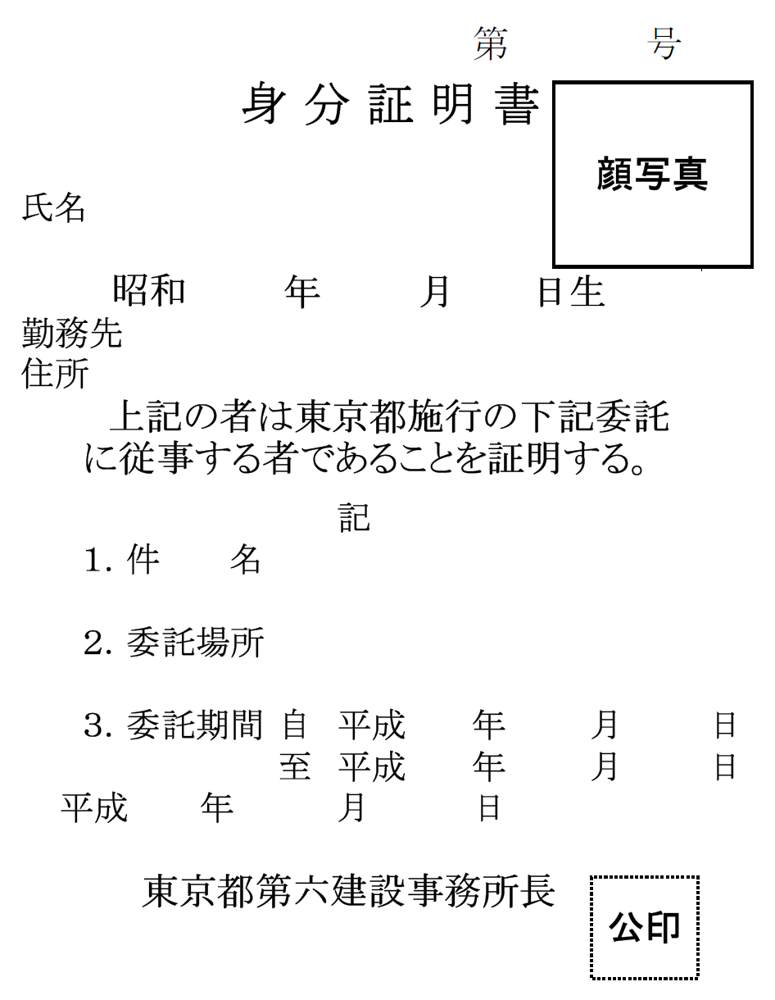 第　　　号
身分証明書
顔写真
氏名
昭和　　年　　月　　日生
勤務先
住所
上記の者は東京都施行の下記委託
に従事する者であることを証明する。
記
1. 件　　名
2. 委託場所
3. 委託期間 自 平成　　年　　月　　日
至 平成　　年　　月　　日
平成　　年　　月　　日
東京都第六建設事務所長
公印